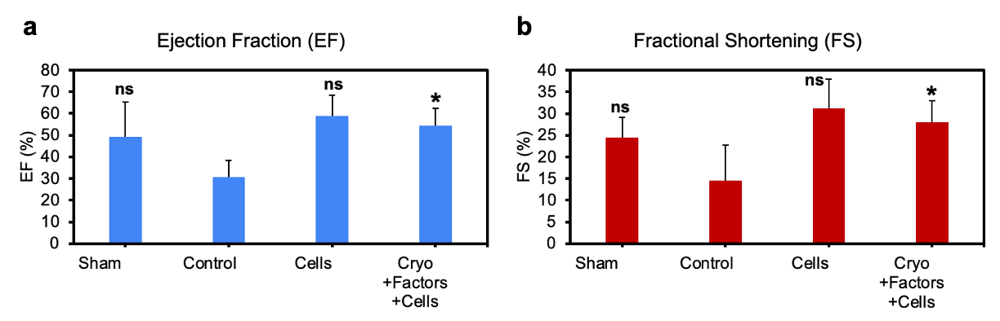 a
Ejection Fraction (EF)
EF (%)
80
70
60
50
40
30
20
10
0
ns
ns
*
Sham
Control
Cells
Cryo
+Factors
+Cells
b
Fractional Shortening (FS)
FS (%)
40
35
30
25
20
15
10
5
0
ns
ns
*
Sham
Control
Cells
Cryo
+Factors
+Cells